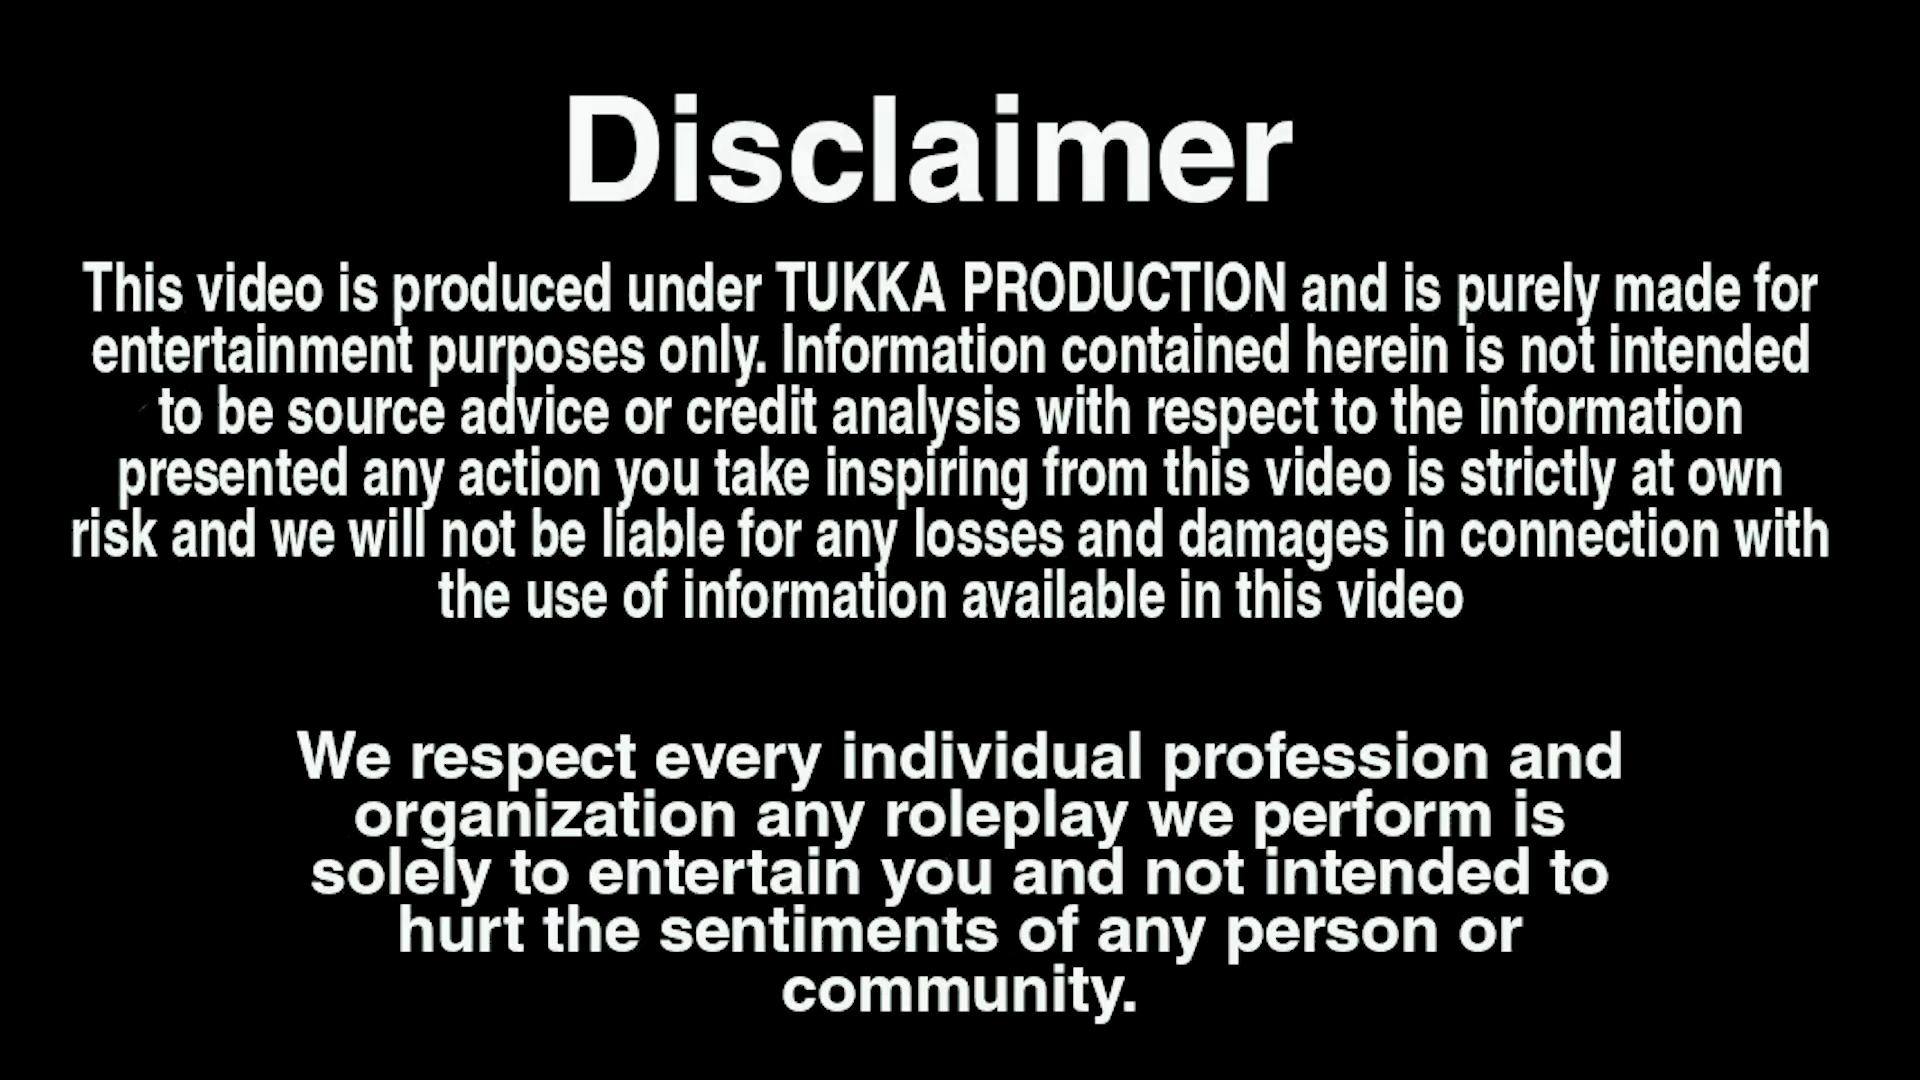 Disclaimer
This video is produced under TUKKA PRODUCTION and is purely made for
entertainment purposes only. Information contained herein is not intended
to be source advice or credit analysis with respect to the information
presented any action you take inspiring from this video is strictly at own
risk and we will not be liable for any losses and damages in connection with
the use of information available in this video
We respect every individual profession and
organization any roleplay we perform is
solely to entertain you and not intended to
hurt the sentiments of any person or
community.